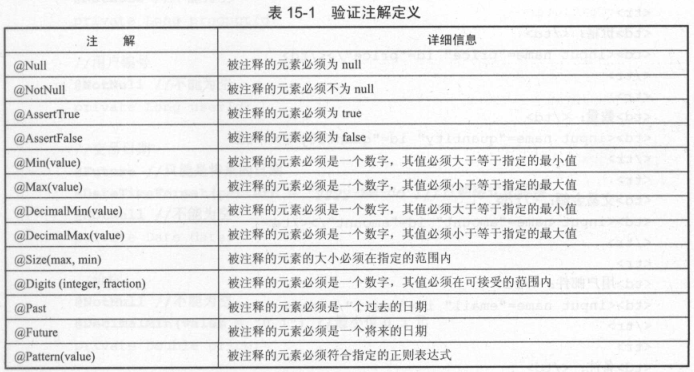 表 15-1 验证注解定义
注 解 详细信息
@Null 被注释的元素必须为 null
@NotNull 被注释的元素必须不为 null
@AssertTrue 被注释的元素必须为 true
@AssertFalse 被注释的元素必须为 false
@Min(value) 被注释的元素必须是一个数字，其值必须大于等于指定的最小值
@Max(value) 被注释的元素必须是一个数字，其值必须小于等于指定的最大值
@DecimalMin(value) 被注释的元素必须是一个数字，其值必须大于等于指定的最小值
@DecimalMax(value) 被注释的元素必须是一个数字，其值必须小于等于指定的最大值
@Size(max, min) 被注释的元素的大小必须在指定的范围内
@Digits (integer, fraction) 被注释的元素必须是一个数字，其值必须在可接受的范围内
@Past 被注释的元素必须是一个过去的日期
@Future 被注释的元素必须是一个将来的日期
@Pattern(value) 被注释的元素必须符合指定的正则表达式